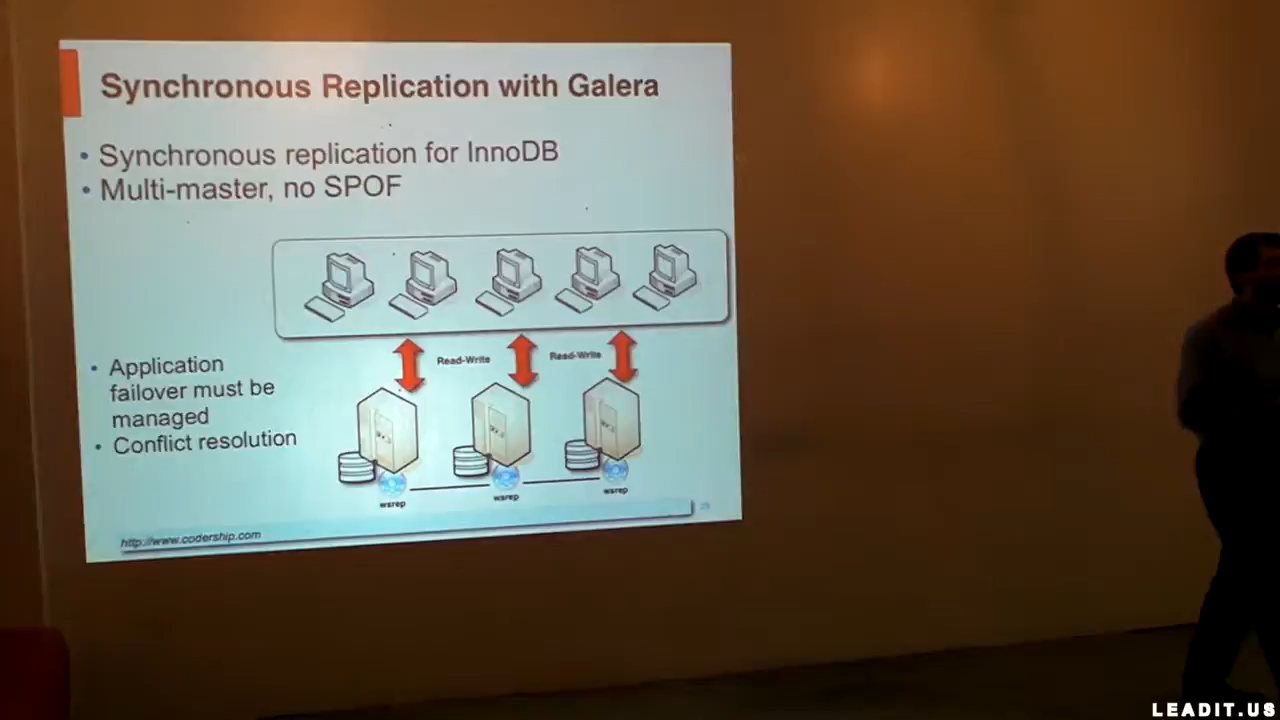 Synchronous Replication with Galera
• Synchronous replication for InnoDB
• Multi-master, no SPOF
• Application
failover must be
managed
• Conflict resolution
Read-Write
Read-Write
wsrep
wsrep
wsrep
http://www.codership.com
LEADIT.US